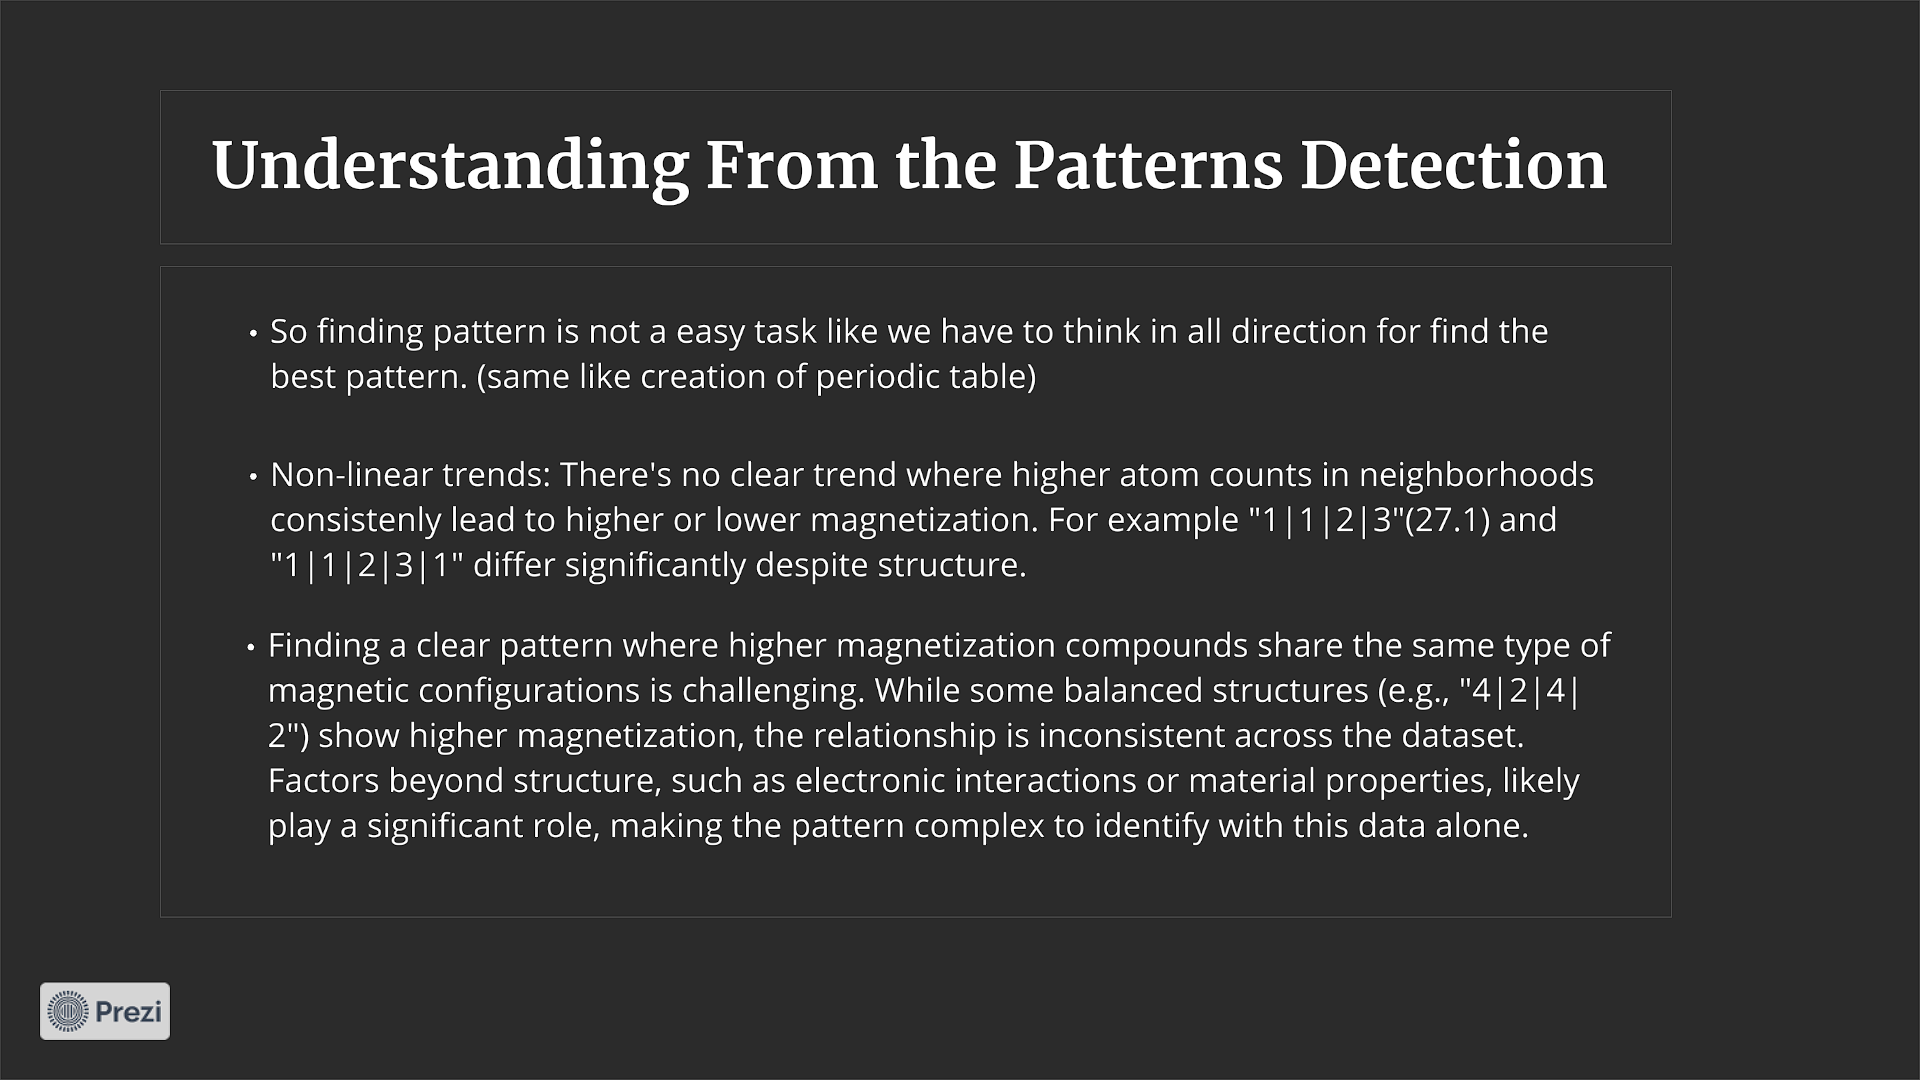 Understanding From the Patterns Detection
• So finding pattern is not a easy task like we have to think in all direction for find the
best pattern. (same like creation of periodic table)
• Non-linear trends: There's no clear trend where higher atom counts in neighborhoods
consistenly lead to higher or lower magnetization. For example "1|1|2|3"(27.1) and
"1|1|2|3|1" differ significantly despite structure.
• Finding a clear pattern where higher magnetization compounds share the same type of
magnetic configurations is challenging. While some balanced structures (e.g., "4|2|4|
2") show higher magnetization, the relationship is inconsistent across the dataset.
Factors beyond structure, such as electronic interactions or material properties, likely
play a significant role, making the pattern complex to identify with this data alone.
Prezi